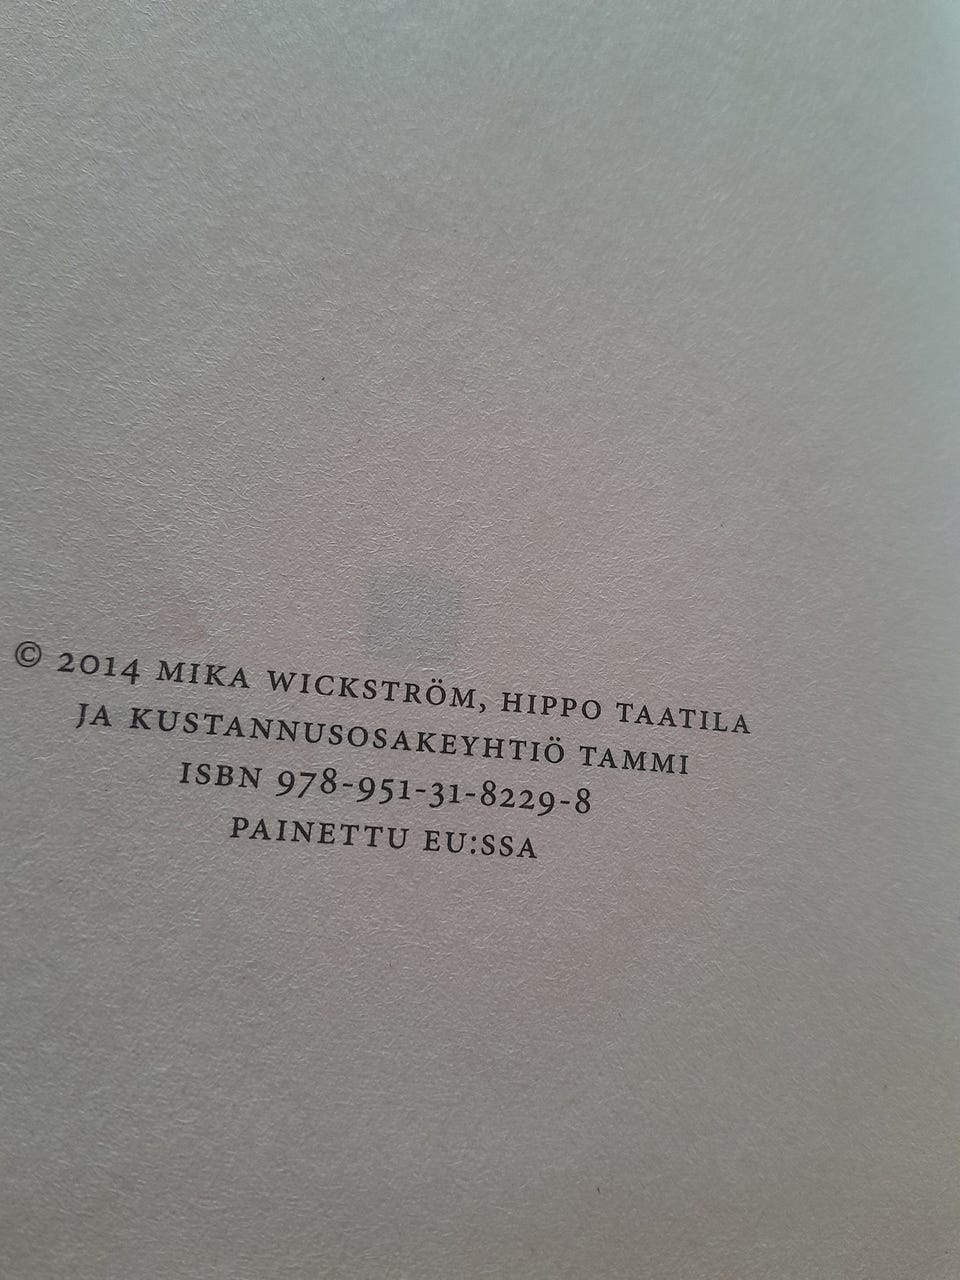 © 2014 MIKA WICKSTRÖM, HIPPO TAATILA
JA KUSTANNUSOSAKEYHTIÖ TAMMI
ISBN 978-951-31-8229-8
PAINETTU EU:SSA